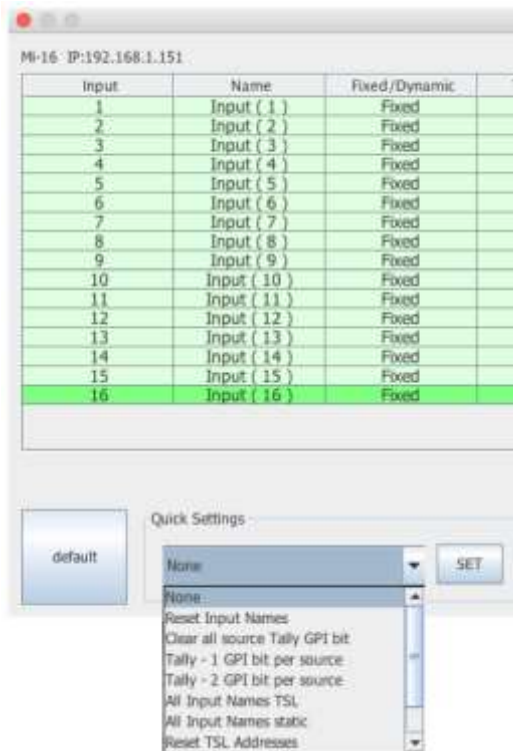 Mi-16 IP:192.168.1.151
Input Name Fixed/Dynamic
1 Input ( 1 ) Fixed
2 Input ( 2 ) Fixed
3 Input ( 3 ) Fixed
4 Input ( 4 ) Fixed
5 Input ( 5 ) Fixed
6 Input ( 6 ) Fixed
7 Input ( 7 ) Fixed
8 Input ( 8 ) Fixed
9 Input ( 9 ) Fixed
10 Input ( 10 ) Fixed
11 Input ( 11 ) Fixed
12 Input ( 12 ) Fixed
13 Input ( 13 ) Fixed
14 Input ( 14 ) Fixed
15 Input ( 15 ) Fixed
16 Input ( 16 ) Fixed
Quick Settings
default
None
SET
None
Reset Input Names
Clear all source Tally GPI bit
Tally - 1 GPI bit per source
Tally - 2 GPI bit per source
All Input Names TSL
All Input Names static
Reset TSL Addresses